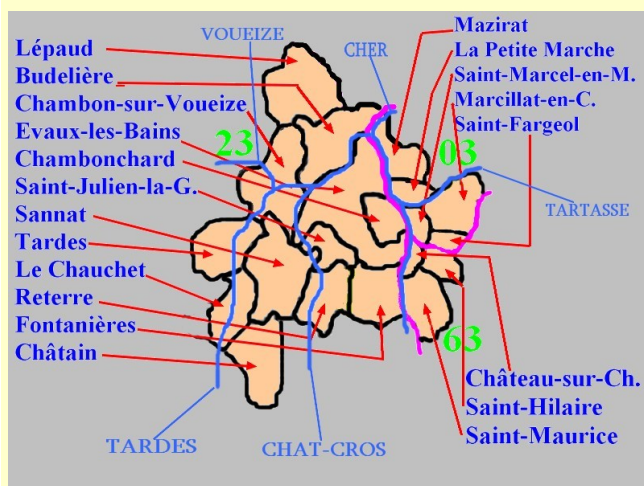 Lépaud
Budelière
Chambon-sur-Voueize
Evaux-les-Bains
Chambonchard
Saint-Julien-la-G.
Sannat
Tardes
Le Chauchet
Reterre
Fontanières
Châtain
VOUEIZE
CHER
23
03
63
Mazirat
La Petite Marche
Saint-Marcel-en-M.
Marcillat-en-C.
Saint-Fargeol
TARTASSE
Château-sur-Ch.
Saint-Hilaire
Saint-Maurice
TARDES
CHAT-CROS